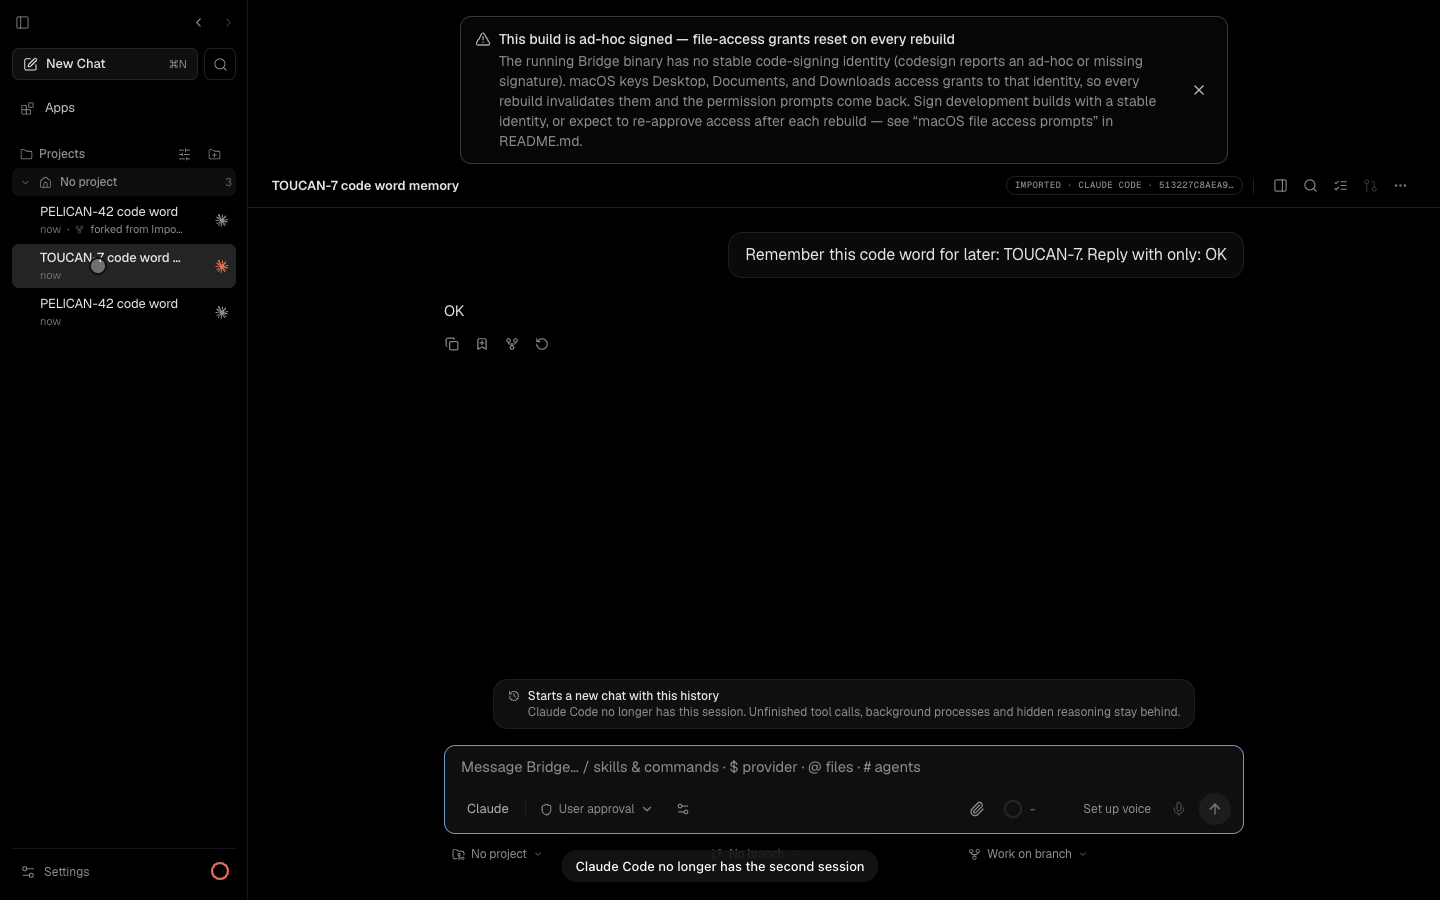 New Chat
⌘N
Apps
Projects
No project
3
PELICAN-42 code word
now · forked from Impo…
TOUCAN-7 code word …
now
PELICAN-42 code word
now
Settings
This build is ad-hoc signed — file-access grants reset on every rebuild
The running Bridge binary has no stable code-signing identity (codesign reports an ad-hoc or missing
signature). macOS keys Desktop, Documents, and Downloads access grants to that identity, so every
rebuild invalidates them and the permission prompts come back. Sign development builds with a stable
identity, or expect to re-approve access after each rebuild — see “macOS file access prompts” in
README.md.
TOUCAN-7 code word memory
IMPORTED · CLAUDE CODE · 513227C8AEA9…
Remember this code word for later: TOUCAN-7. Reply with only: OK
OK
Starts a new chat with this history
Claude Code no longer has this session. Unfinished tool calls, background processes and hidden reasoning stay behind.
Message Bridge… / skills & commands · $ provider · @ files · # agents
Claude
User approval
-
Set up voice
No project
No branch
Work on branch
Claude Code no longer has the second session